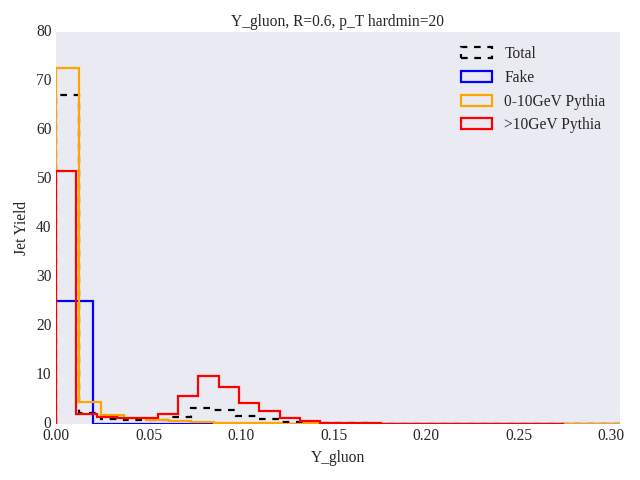 Y_gluon, R=0.6, p_T hardmin=20
80
70
60
50
40
30
20
10
0
Jet Yield
Total
Fake
0-10GeV Pythia
>10GeV Pythia
0.00 0.05 0.10 0.15 0.20 0.25 0.30
Y_gluon